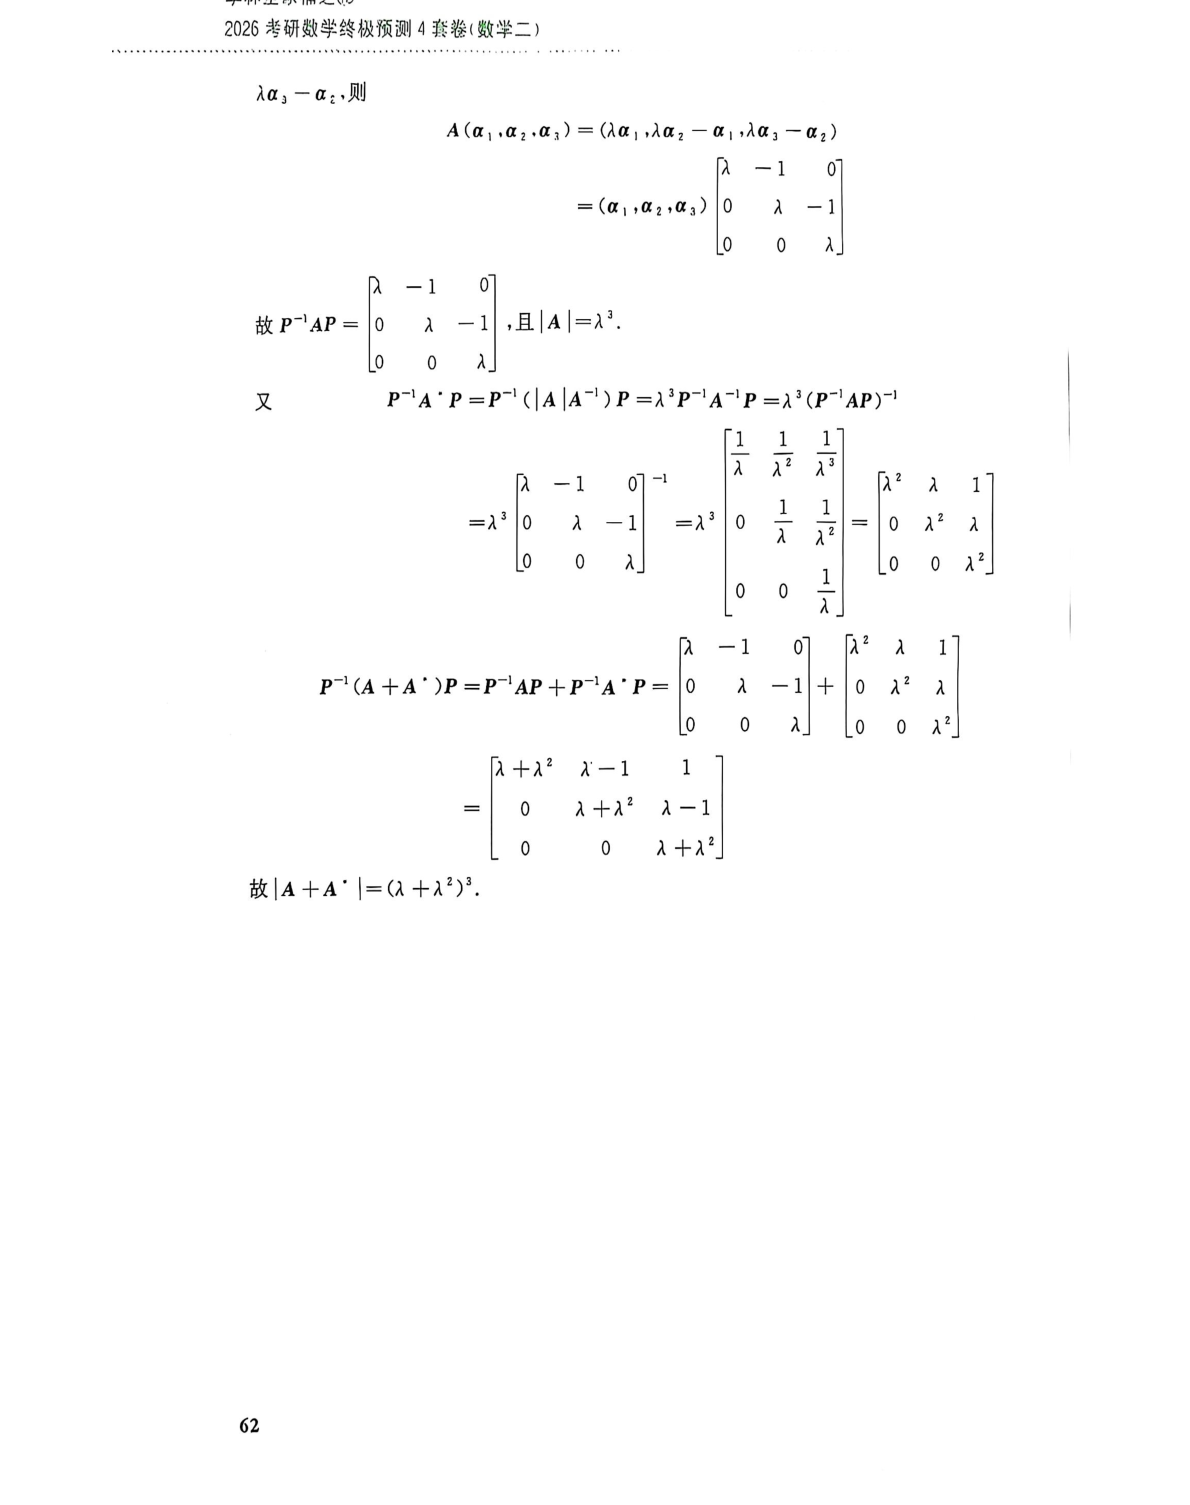 2026 考研数学终极预测 4 套卷(数学二)
λα₃－α₂,则
A(α₁,α₂,α₃)＝(λα₁,λα₂－α₁,λα₃－α₂)
＝(α₁,α₂,α₃)[λ －1 0; 0 λ －1; 0 0 λ]
故 P⁻¹AP＝[λ －1 0; 0 λ －1; 0 0 λ],且|A|＝λ³.
又 P⁻¹A*P＝P⁻¹(|A|A⁻¹)P＝λ³P⁻¹A⁻¹P＝λ³(P⁻¹AP)⁻¹
＝λ³[λ －1 0; 0 λ －1; 0 0 λ]⁻¹＝λ³[1/λ 1/λ² 1/λ³; 0 1/λ 1/λ²; 0 0 1/λ]＝[λ² λ 1; 0 λ² λ; 0 0 λ²]
P⁻¹(A＋A*)P＝P⁻¹AP＋P⁻¹A*P＝[λ －1 0; 0 λ －1; 0 0 λ]＋[λ² λ 1; 0 λ² λ; 0 0 λ²]
＝[λ＋λ² λ－1 1; 0 λ＋λ² λ－1; 0 0 λ＋λ²]
故|A＋A*|＝(λ＋λ²)³.
62